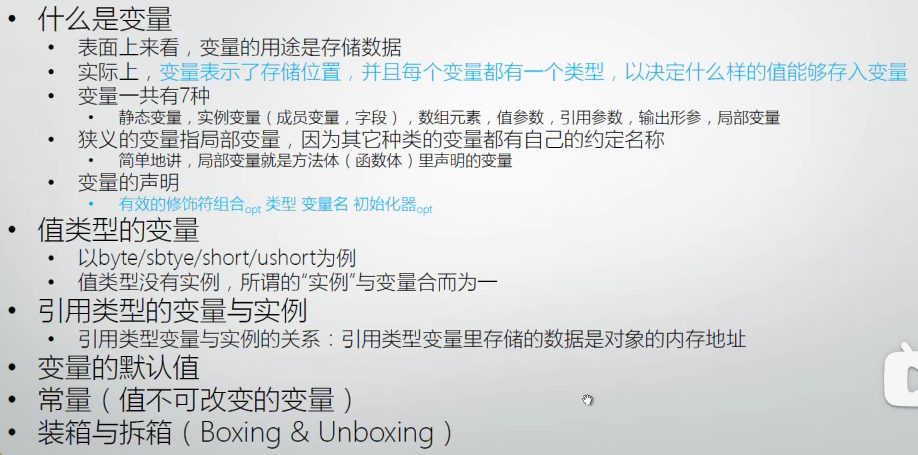 什么是变量
表面上来看，变量的用途是存储数据
实际上，变量表示了存储位置，并且每个变量都有一个类型，以决定什么样的值能够存入变量
变量一共有7种
静态变量，实例变量（成员变量，字段），数组元素，值参数，引用参数，输出形参，局部变量
狭义的变量指局部变量，因为其它种类的变量都有自己的约定名称
简单地讲，局部变量就是方法体（函数体）里声明的变量
变量的声明
有效的修饰符组合opt 类型 变量名 初始化器opt
值类型的变量
以byte/sbtye/short/ushort为例
值类型没有实例，所谓的“实例”与变量合而为一
引用类型的变量与实例
引用类型变量与实例的关系：引用类型变量里存储的数据是对象的内存地址
变量的默认值
常量（值不可改变的变量）
装箱与拆箱（Boxing & Unboxing）